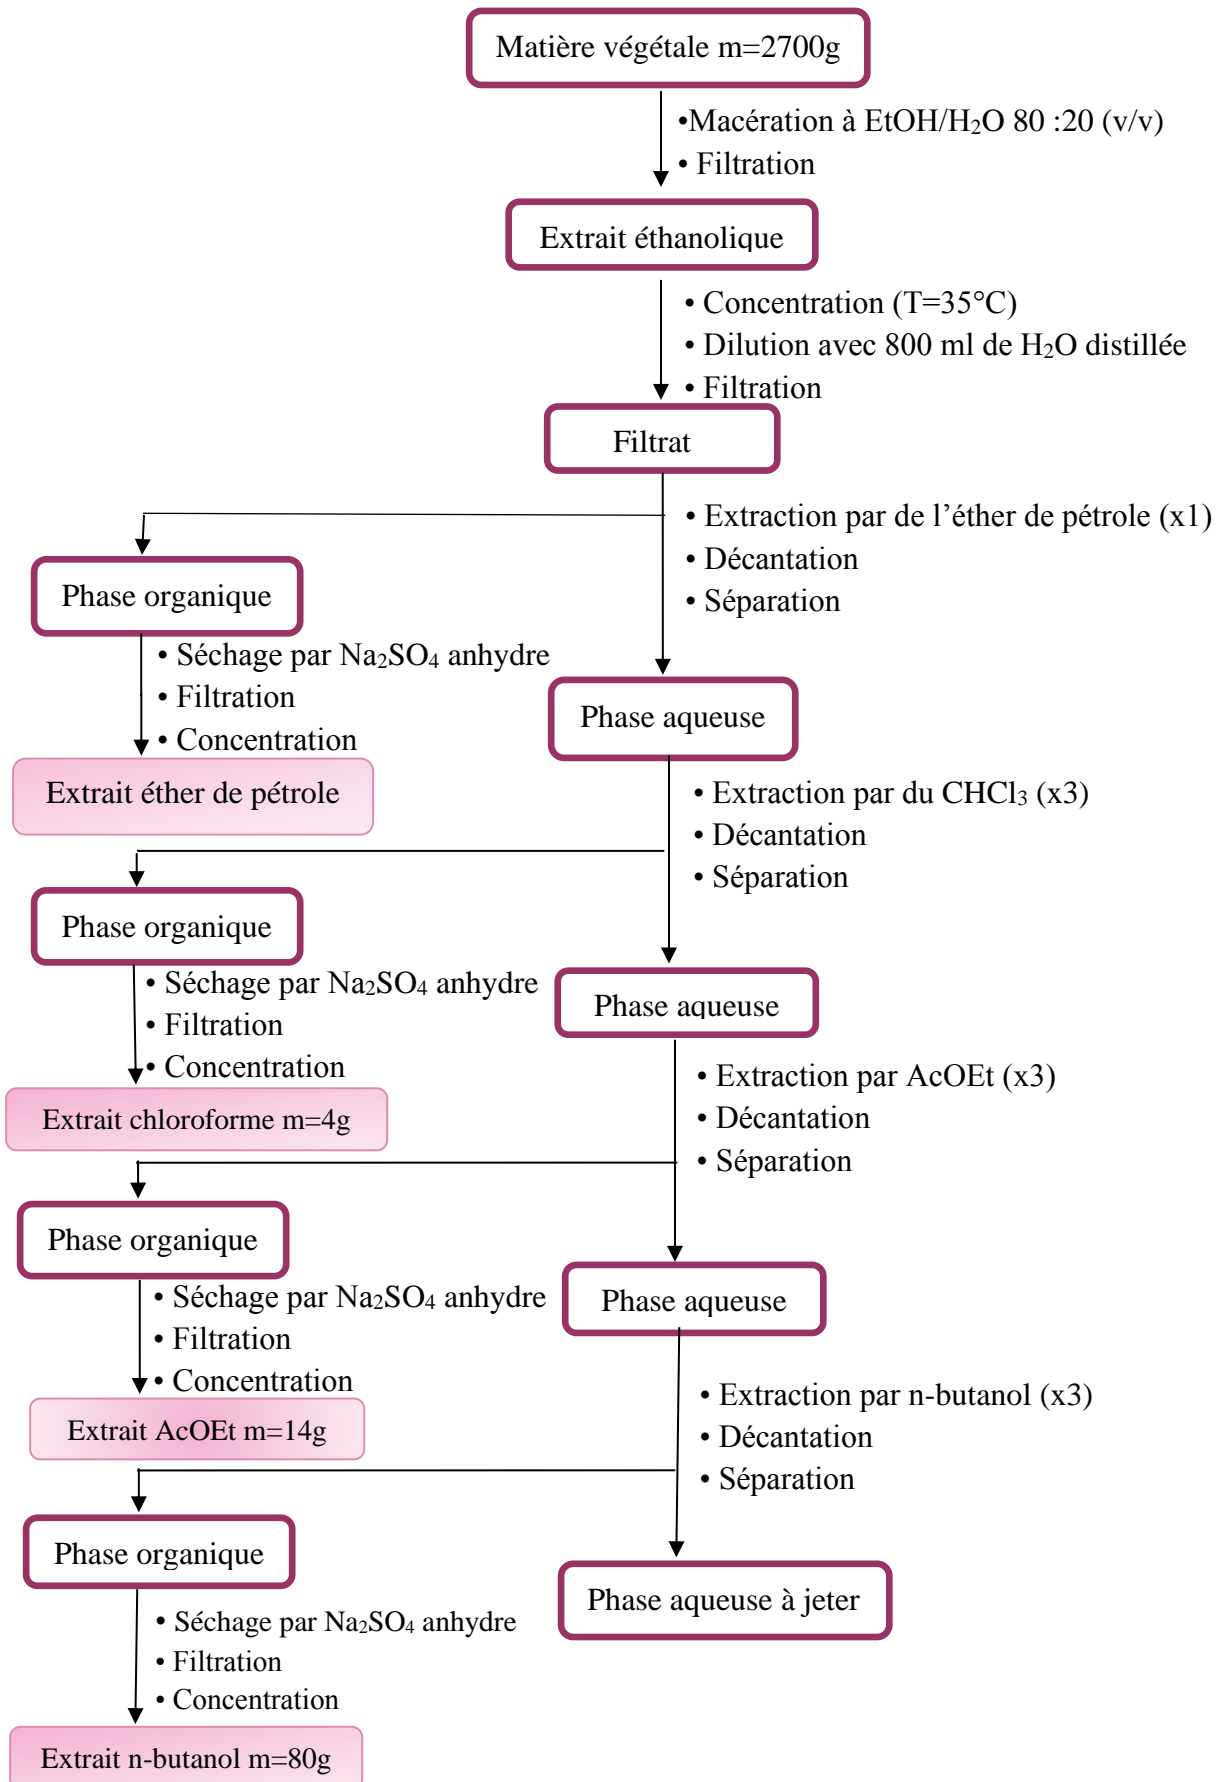 Matière végétale m=2700g
•Macération à EtOH/H₂O 80 :20 (v/v)
• Filtration
Extrait éthanolique
• Concentration (T=35°C)
• Dilution avec 800 ml de H₂O distillée
• Filtration
Filtrat
• Extraction par de l’éther de pétrole (x1)
• Décantation
• Séparation
Phase organique
• Séchage par Na₂SO₄ anhydre
• Filtration
• Concentration
Phase aqueuse
Extrait éther de pétrole
• Extraction par du CHCl₃ (x3)
• Décantation
• Séparation
Phase organique
• Séchage par Na₂SO₄ anhydre
• Filtration
• Concentration
Phase aqueuse
Extrait chloroforme m=4g
• Extraction par AcOEt (x3)
• Décantation
• Séparation
Phase organique
• Séchage par Na₂SO₄ anhydre
• Filtration
• Concentration
Phase aqueuse
Extrait AcOEt m=14g
• Extraction par n-butanol (x3)
• Décantation
• Séparation
Phase organique
• Séchage par Na₂SO₄ anhydre
• Filtration
• Concentration
Phase aqueuse à jeter
Extrait n-butanol m=80g